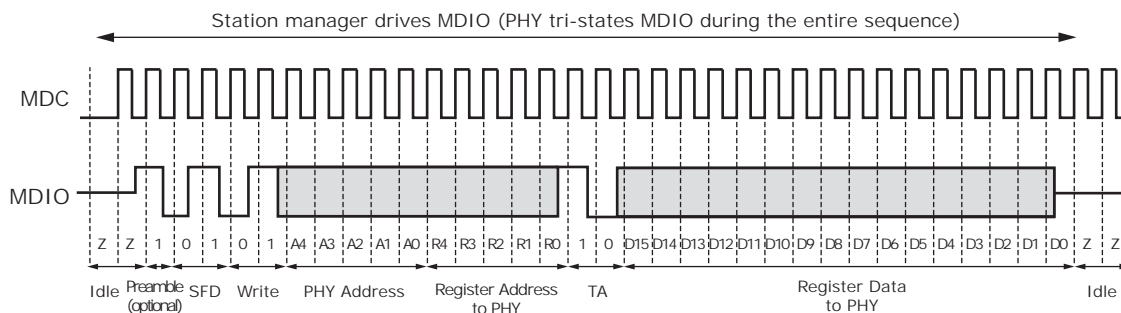 Station manager drives MDIO (PHY tri-states MDIO during the entire sequence)
MDC
MDIO
Z Z 1 0 1 0 1 A4 A3 A2 A1 A0 R4 R3 R2 R1 R0 1 0 D15 D14 D13 D12 D11 D10 D9 D8 D7 D6 D5 D4 D3 D2 D1 D0 Z Z
Idle Preamble SFD Write PHY Address Register Address TA Register Data Idle
(optional) to PHY to PHY